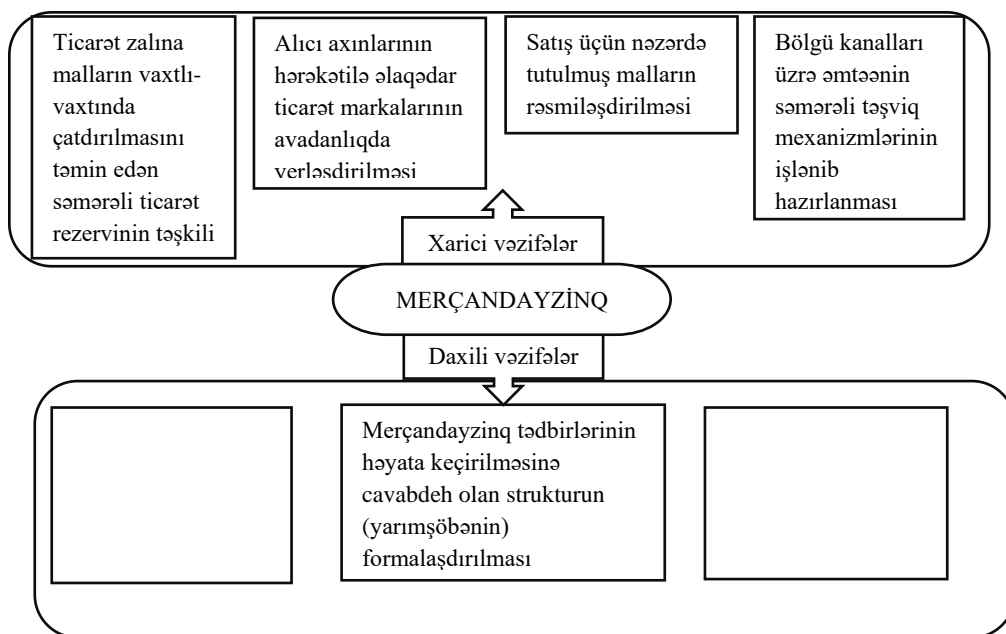 Ticarət zalına
malların vaxtlı-
vaxtında
çatdırılmasını
təmin edən
səmərəli ticarət
rezervinin təşkili
Alıcı axınlarının
hərəkətilə əlaqədar
ticarət markalarının
avadanlıqda
yerləşdirilməsi
Satış üçün nəzərdə
tutulmuş malların
rəsmiləşdirilməsi
Bölgü kanalları
üzrə əmtəənin
səmərəli təşviq
mexanizmlərinin
işlənib
hazırlanması
Xarici vəzifələr
MERÇANDAYZİNQ
Daxili vəzifələr
Merçandayzinq tədbirlərinin
həyata keçirilməsinə
cavabdeh olan strukturun
(yarımşöbənin)
formalaşdırılması